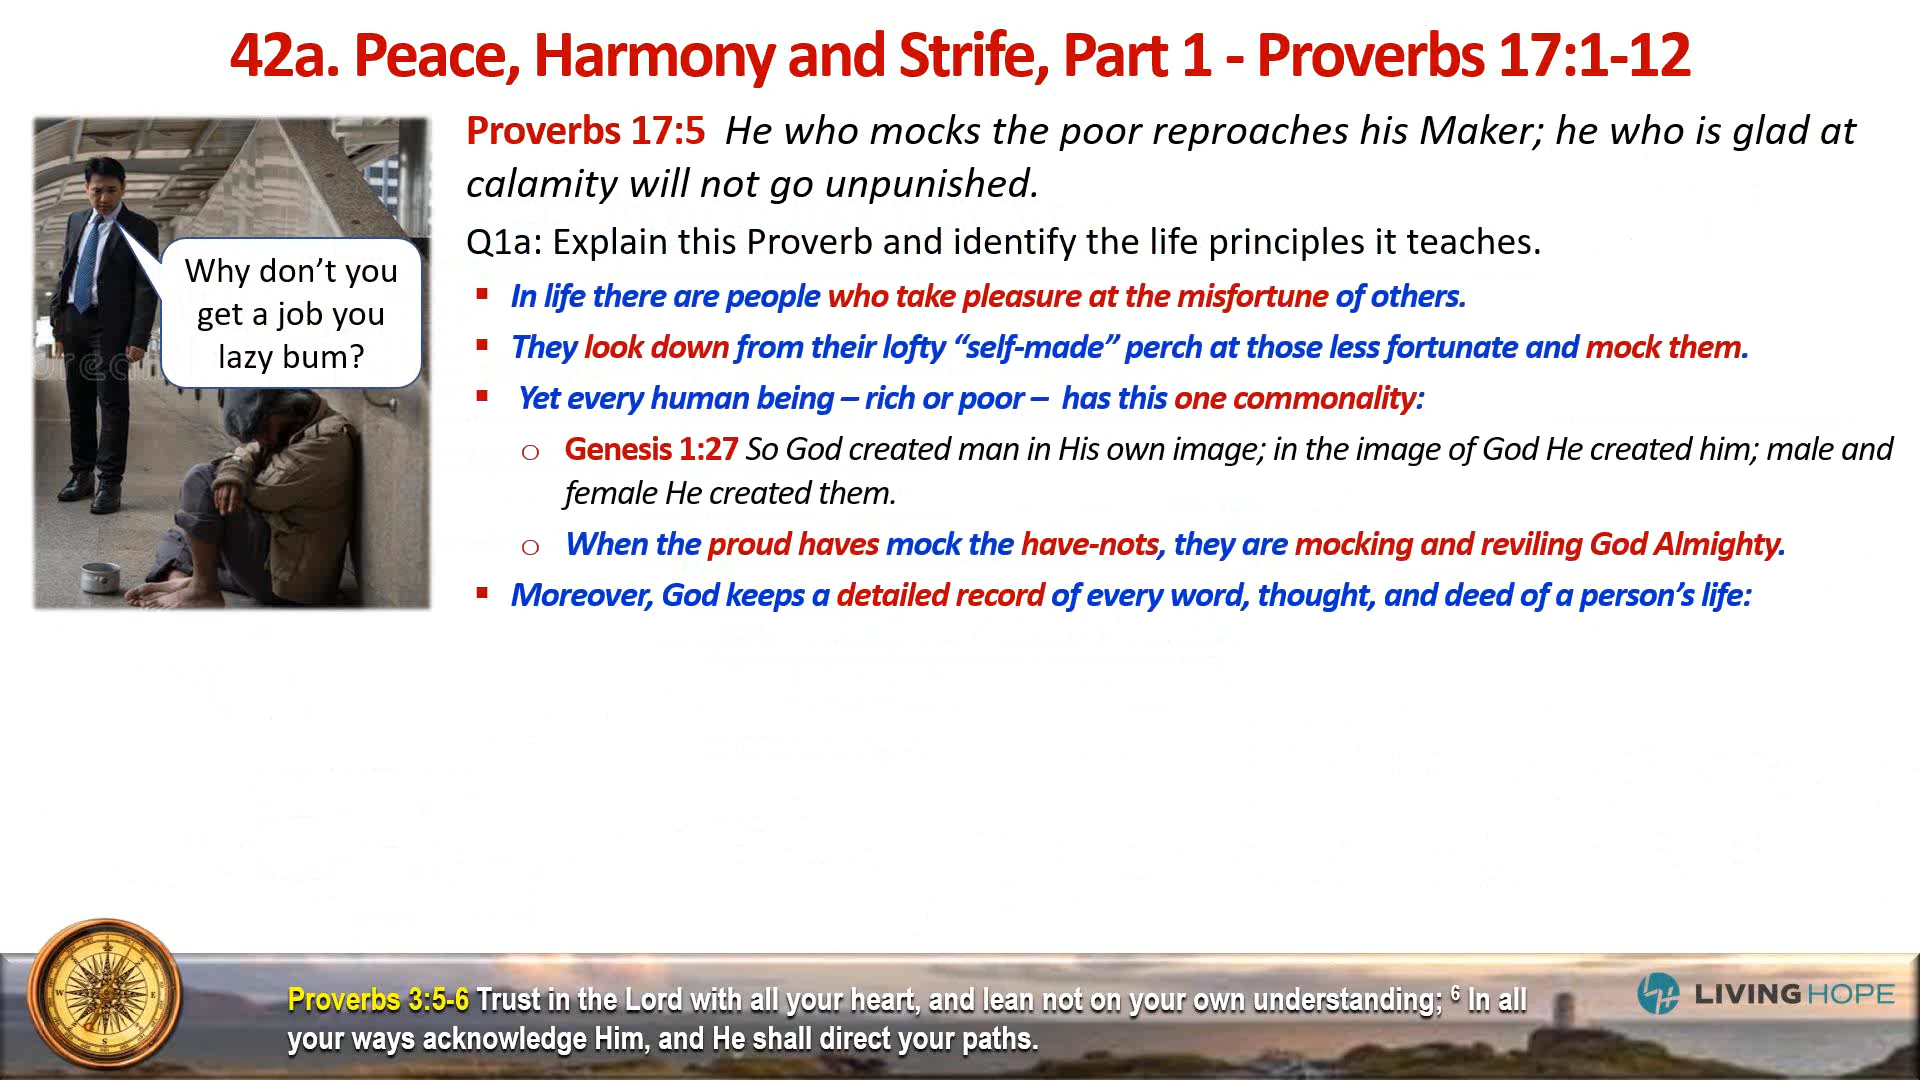 42a. Peace, Harmony and Strife, Part 1 - Proverbs 17:1-12
Proverbs 17:5 He who mocks the poor reproaches his Maker; he who is glad at
calamity will not go unpunished.
Q1a: Explain this Proverb and identify the life principles it teaches.
Why don’t you
get a job you
lazy bum?
▪ In life there are people who take pleasure at the misfortune of others.
▪ They look down from their lofty “self-made” perch at those less fortunate and mock them.
▪ Yet every human being – rich or poor – has this one commonality:
o Genesis 1:27 So God created man in His own image; in the image of God He created him; male and
female He created them.
o When the proud haves mock the have-nots, they are mocking and reviling God Almighty.
▪ Moreover, God keeps a detailed record of every word, thought, and deed of a person’s life:
Proverbs 3:5-6 Trust in the Lord with all your heart, and lean not on your own understanding; 6 In all
your ways acknowledge Him, and He shall direct your paths.
LIVING HOPE